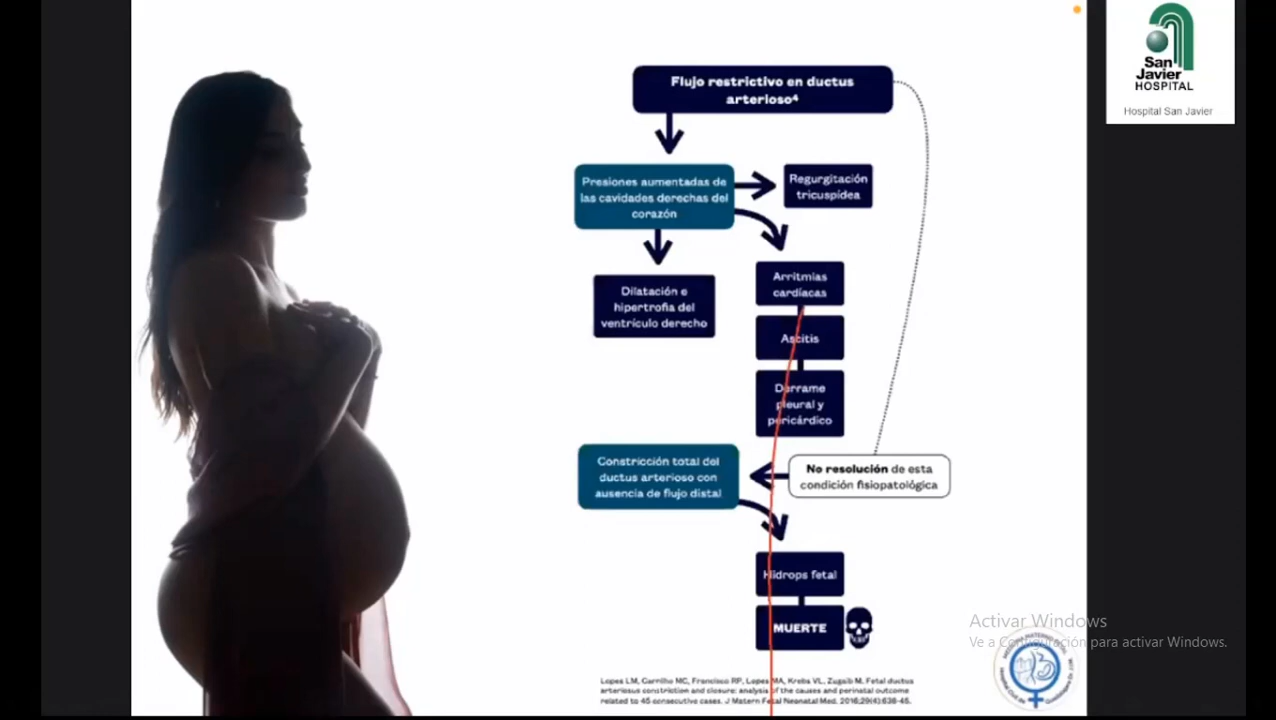 San
Javier
HOSPITAL
Hospital San Javier
Flujo restrictivo en ductus
arterioso⁴
Presiones aumentadas de
las cavidades derechas del
corazón
Regurgitación
tricuspídea
Dilatación e
hipertrofia del
ventrículo derecho
Arritmias
cardíacas
Ascitis
Derrame
pleural y
pericárdico
No resolución de esta
condición fisiopatológica
Constricción total del
ductus arterioso con
ausencia de flujo distal
Hidrops fetal
MUERTE
Lopes LM, Carrilho MC, Francisco RP, Lopes MA, Krebs VL, Zugaib M. Fetal ductus
arteriosus constriction and closure: analysis of the causes and perinatal outcome
related to 45 consecutive cases. J Matern Fetal Neonatal Med. 2016;29(4):638-45.
Activar Windows
Ve a Configuración para activar Windows.